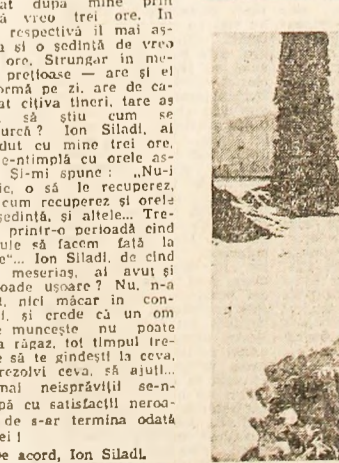 at după mine prin
ă vreo trei ore. In
respectivă il mai aș-
a și o ședință de vreo
ore. Strungar in me-
prețioase — are și el
ormă pe zi, are de ca-
at cițiva tineri, tare aș
să știu cum se
urcă ? Ion Siladi, ai
dut cu mine trei ore,
e-ntimplă cu orele as-
Și-mi spune : „Nu-i
ic, o să le recuperez,
cum recuperez și orele
ședință, și altele... Tre-
printr-o perioadă cind
uie să facem față la
e“... Ion Siladi, de cind
meseriaș, ai avut și
oade ușoare ? Nu, n-a
t, nici măcar in con-
i, și crede că un om
e muncește nu poate
a răgaz, tot timpul tre-
e să te gindești la ceva,
rezolvi ceva, să ajuți...
mai neisprăviții se-n-
pă cu satisfacții neroa-
de s-ar termina odată
ei !
pe acord, Ion Siladi.